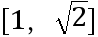 [1, √2]